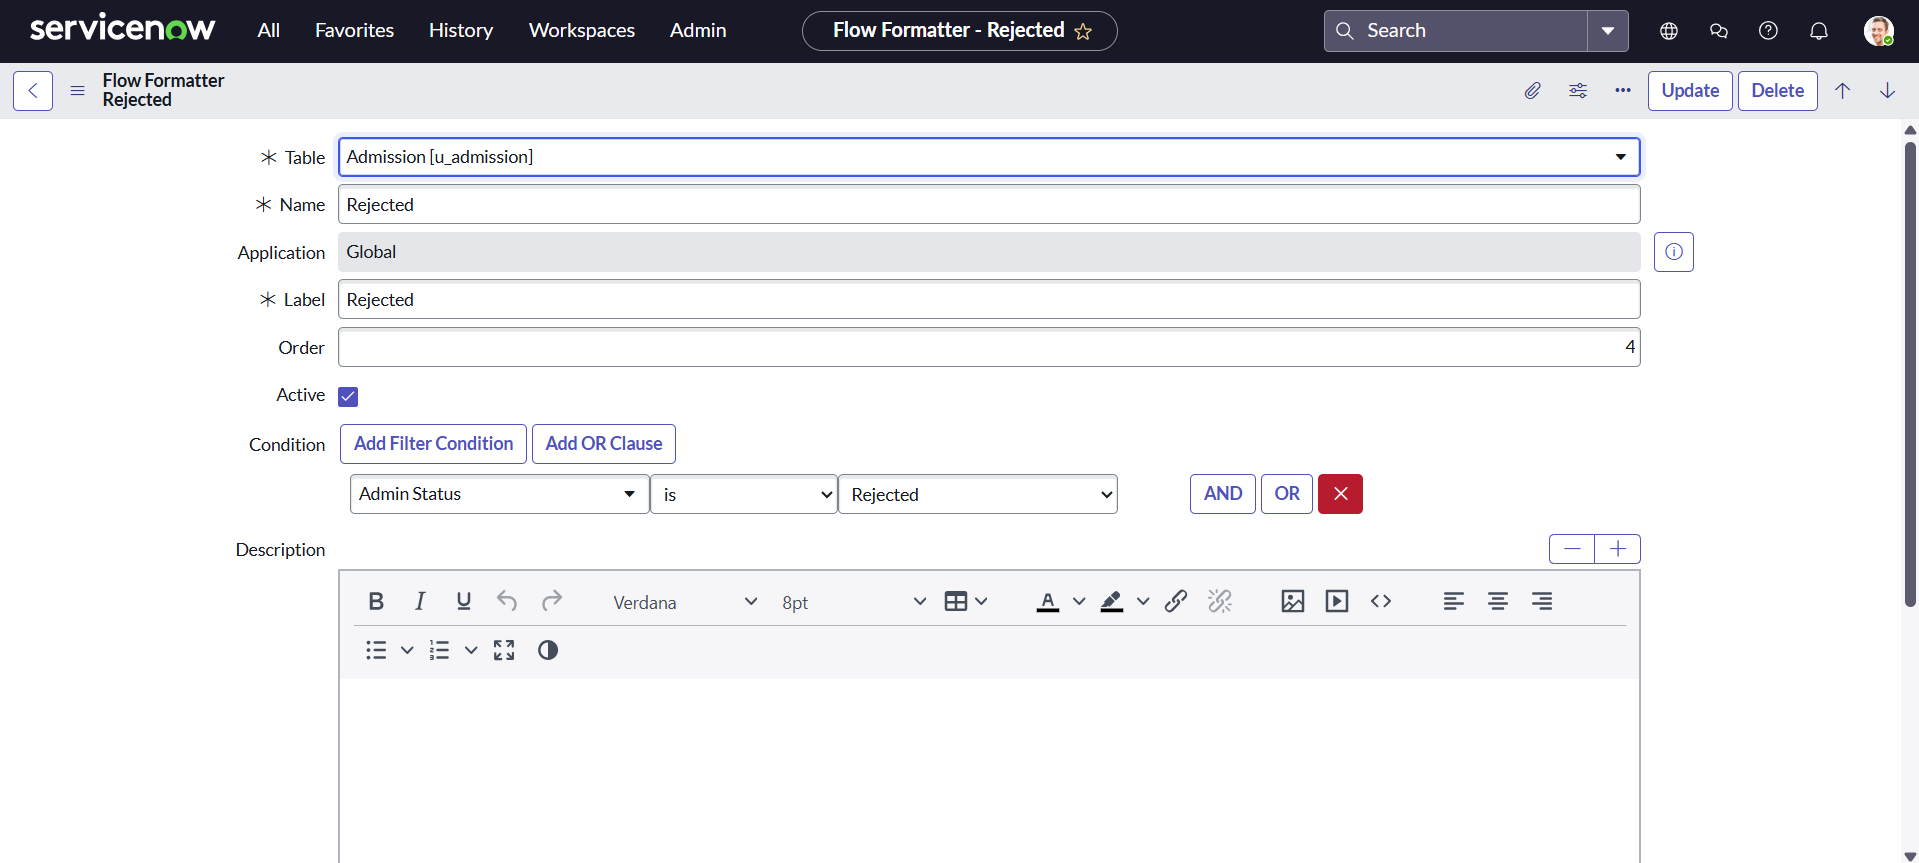 servicenow All Favorites History Workspaces Admin Flow Formatter - Rejected Search
Flow Formatter
Rejected
Update Delete
Table Admission [u_admission]
Name Rejected
Application Global
Label Rejected
Order 4
Active
Condition Add Filter Condition Add OR Clause
Admin Status is Rejected AND OR
Description
B I U Verdana 8pt A